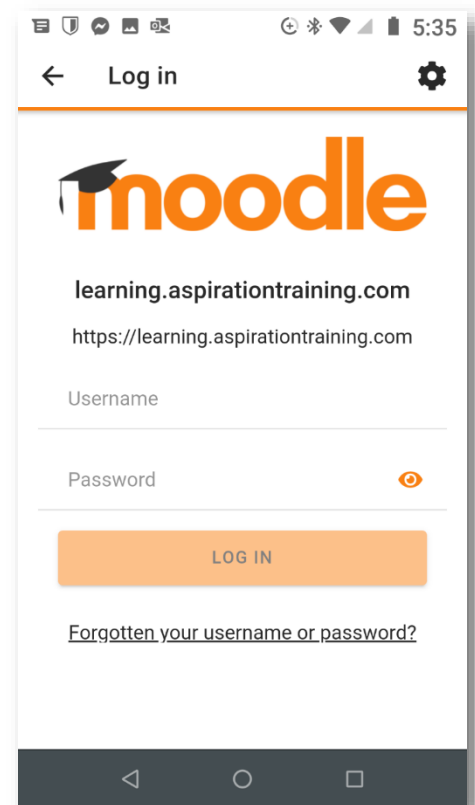 5:35
Log in
moodle
learning.aspirationtraining.com
https://learning.aspirationtraining.com
Username
Password
LOG IN
Forgotten your username or password?